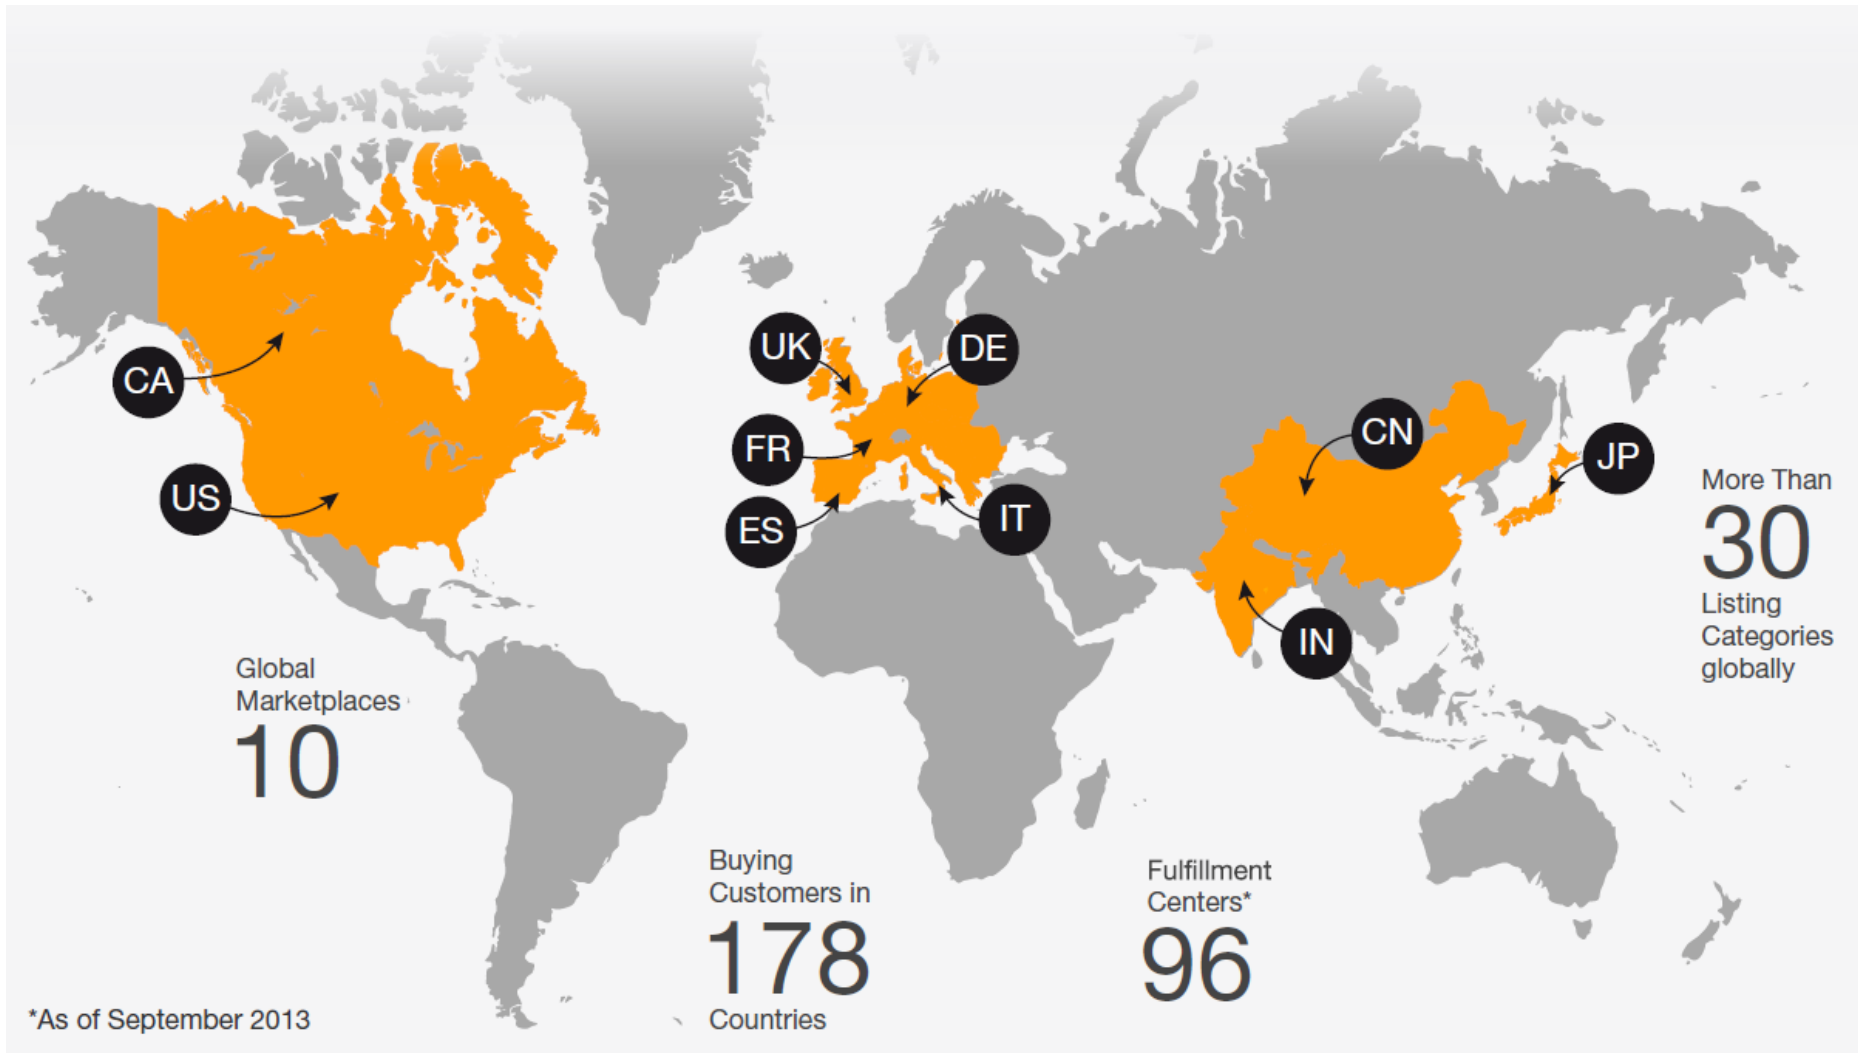 CA
US
UK
DE
FR
ES
IT
CN
JP
IN
More Than
30
Listing
Categories
globally
Global
Marketplaces
10
Buying
Customers in
178
Countries
Fulfillment
Centers*
96
*As of September 2013